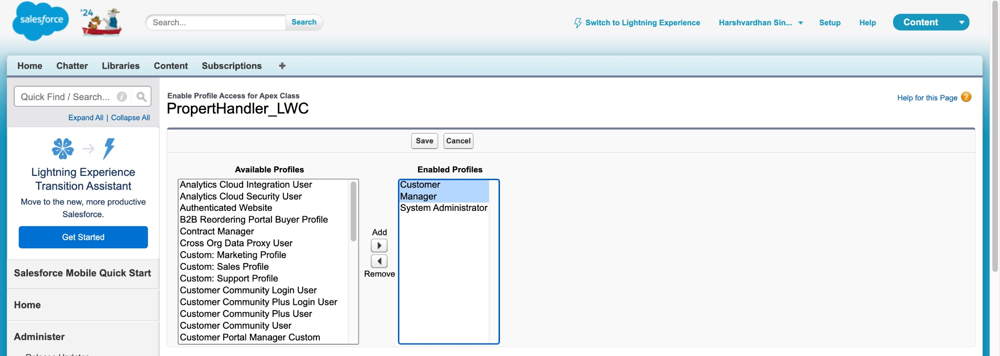 salesforce
'24
Search...
Search
Switch to Lightning Experience
Harshvardhan Sin...
Setup
Help
Content
Home
Chatter
Libraries
Content
Subscriptions
Quick Find / Search...
Expand All | Collapse All
Lightning Experience
Transition Assistant
Move to the new, more productive
Salesforce.
Get Started
Salesforce Mobile Quick Start
Home
Administer
Release Updates
Enable Profile Access for Apex Class
PropertHandler_LWC
Help for this Page
Save
Cancel
Available Profiles
Analytics Cloud Integration User
Analytics Cloud Security User
Authenticated Website
B2B Reordering Portal Buyer Profile
Contract Manager
Cross Org Data Proxy User
Custom: Marketing Profile
Custom: Sales Profile
Custom: Support Profile
Customer Community Login User
Customer Community Plus Login User
Customer Community Plus User
Customer Community User
Customer Portal Manager Custom
Add
Remove
Enabled Profiles
Customer
Manager
System Administrator